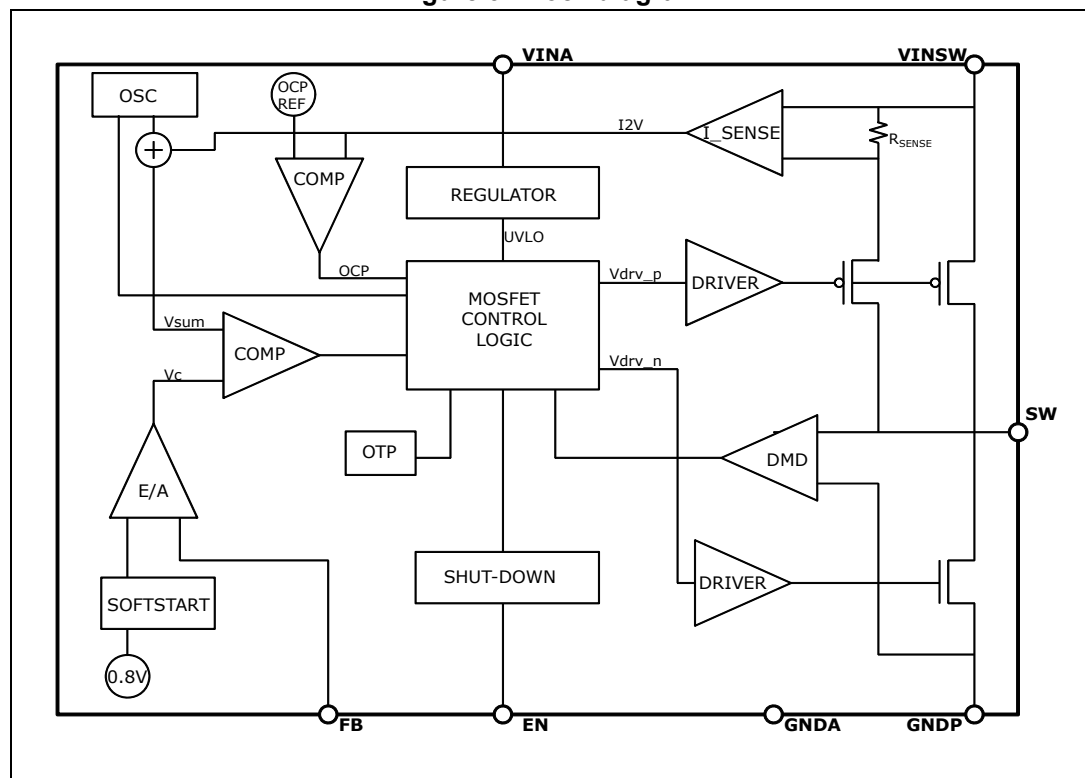 VINA
VINSW
OSC
OCP
REF
I2V
I_SENSE
RSENSE
+
COMP
REGULATOR
UVLO
OCP
Vdrv_p
DRIVER
MOSFET
CONTROL
LOGIC
Vsum
COMP
Vc
Vdrv_n
SW
OTP
DMD
E/A
SHUT-DOWN
DRIVER
SOFTSTART
0.8V
FB
EN
GNDA
GNDP